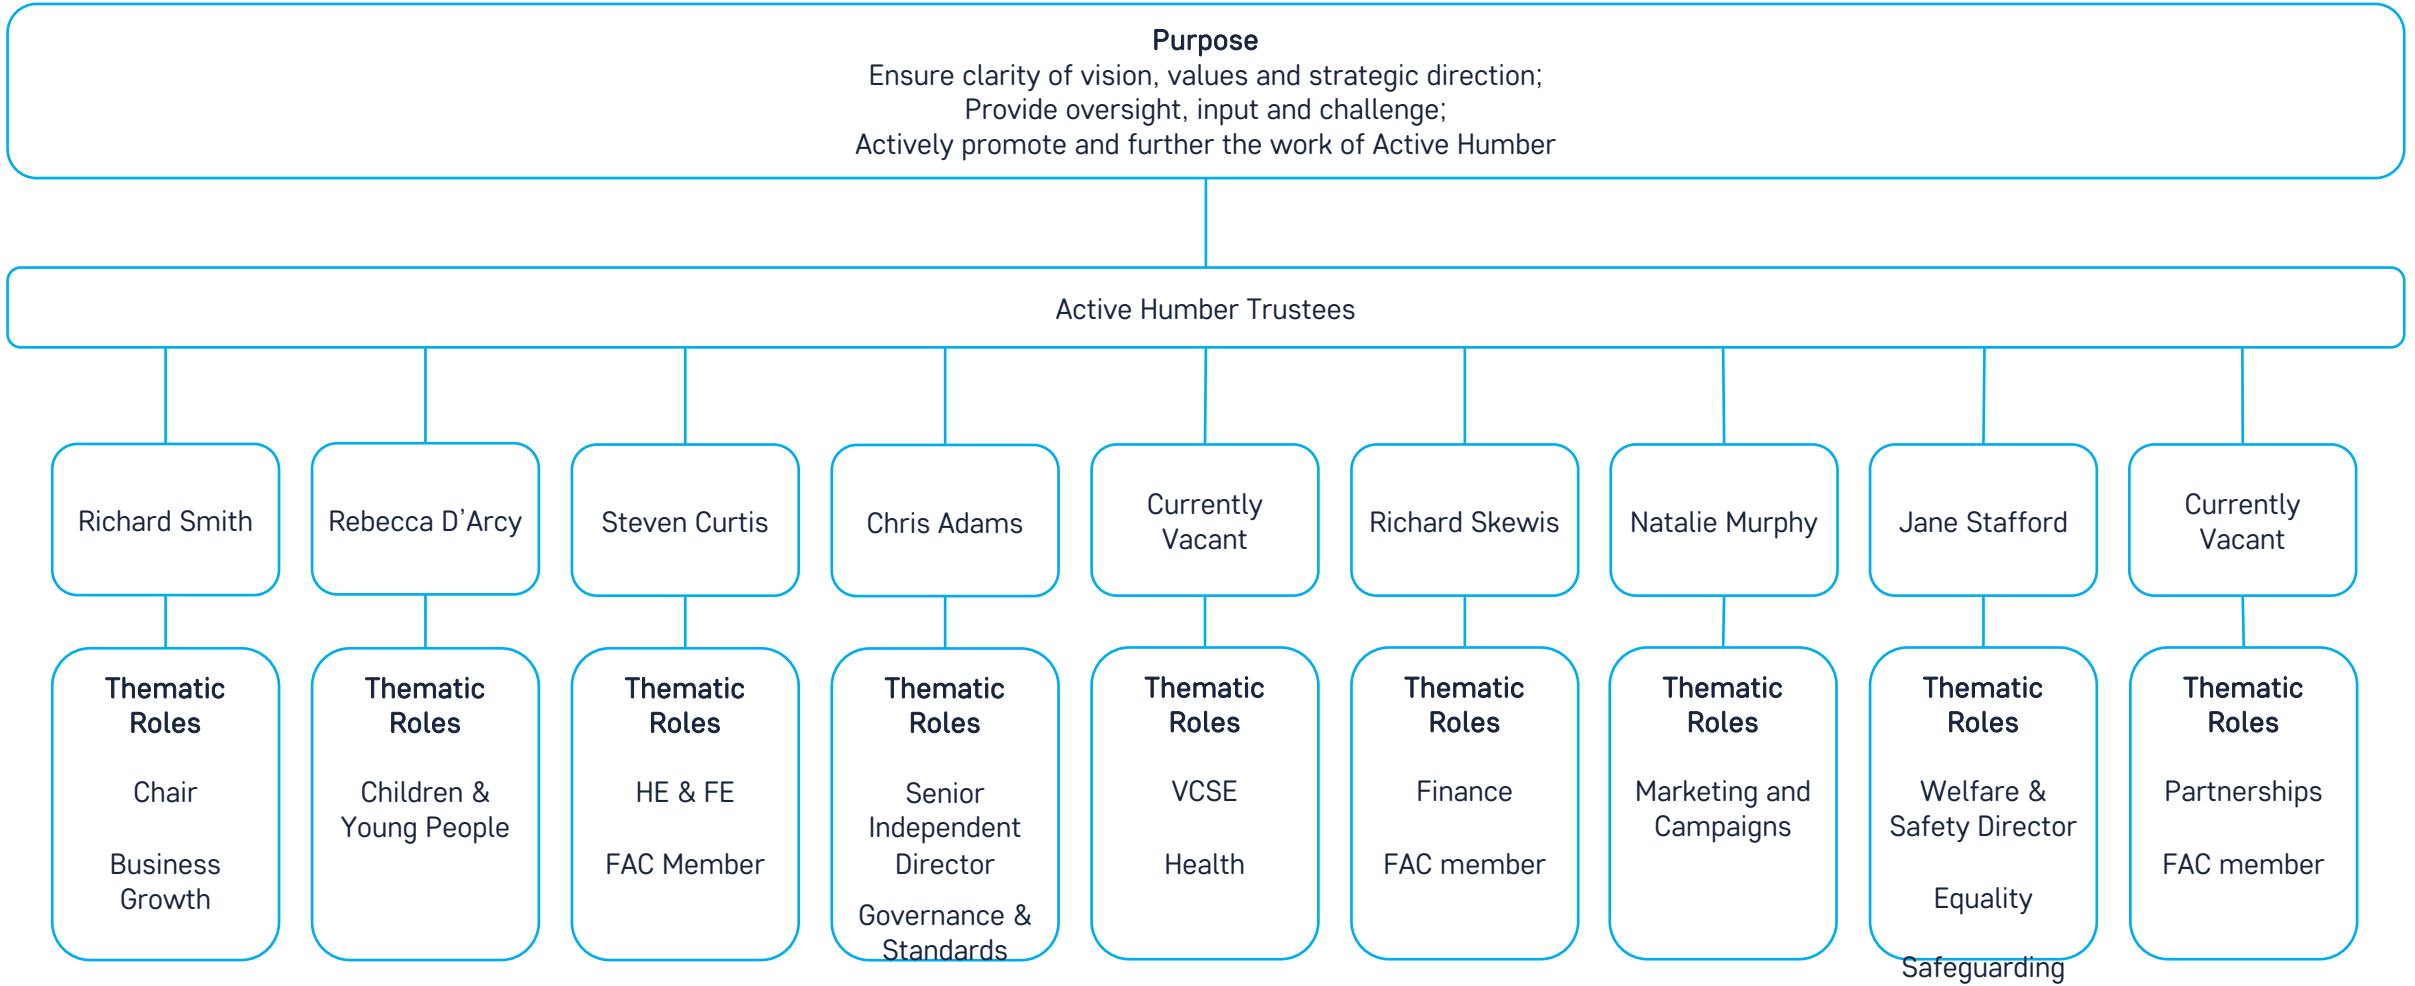 Purpose
Ensure clarity of vision, values and strategic direction;
Provide oversight, input and challenge;
Actively promote and further the work of Active Humber
Active Humber Trustees
Richard Smith
Rebecca D'Arcy
Steven Curtis
Chris Adams
Currently
Vacant
Richard Skewis
Natalie Murphy
Jane Stafford
Currently
Vacant
Thematic
Roles
Chair
Business
Growth
Thematic
Roles
Children &
Young People
Thematic
Roles
HE & FE
FAC Member
Thematic
Roles
Senior
Independent
Director
Governance &
Standards
Thematic
Roles
VCSE
Health
Thematic
Roles
Finance
FAC member
Thematic
Roles
Marketing and
Campaigns
Thematic
Roles
Welfare &
Safety Director
Equality
Safeguarding
Thematic
Roles
Partnerships
FAC member